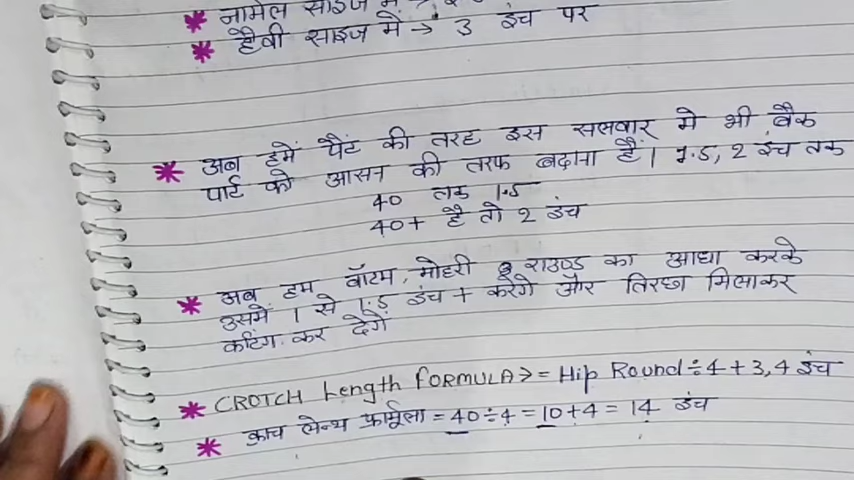 नार्मल साइज में →
हैवी साइज में → 3 इंच पर
अब हमें पैंट की तरह इस सलवार मे भी बैक
पार्ट को आसन की तरफ बढ़ाना है। 1.5, 2 इंच तक
40 तक 1.5
40+ है तो 2 इंच
अब हम बॉटम, मोहरी राउण्ड का आधा करके
उसमें 1 से 1.5 इंच + करेंगे और तिरछा मिलाकर
कटिंग कर देगें
CROTCH Length FORMULA > = Hip Round ÷ 4 + 3, 4 इंच
क्राच लेन्थ फ़ार्मूला = 40 ÷ 4 = 10 + 4 = 14 इंच